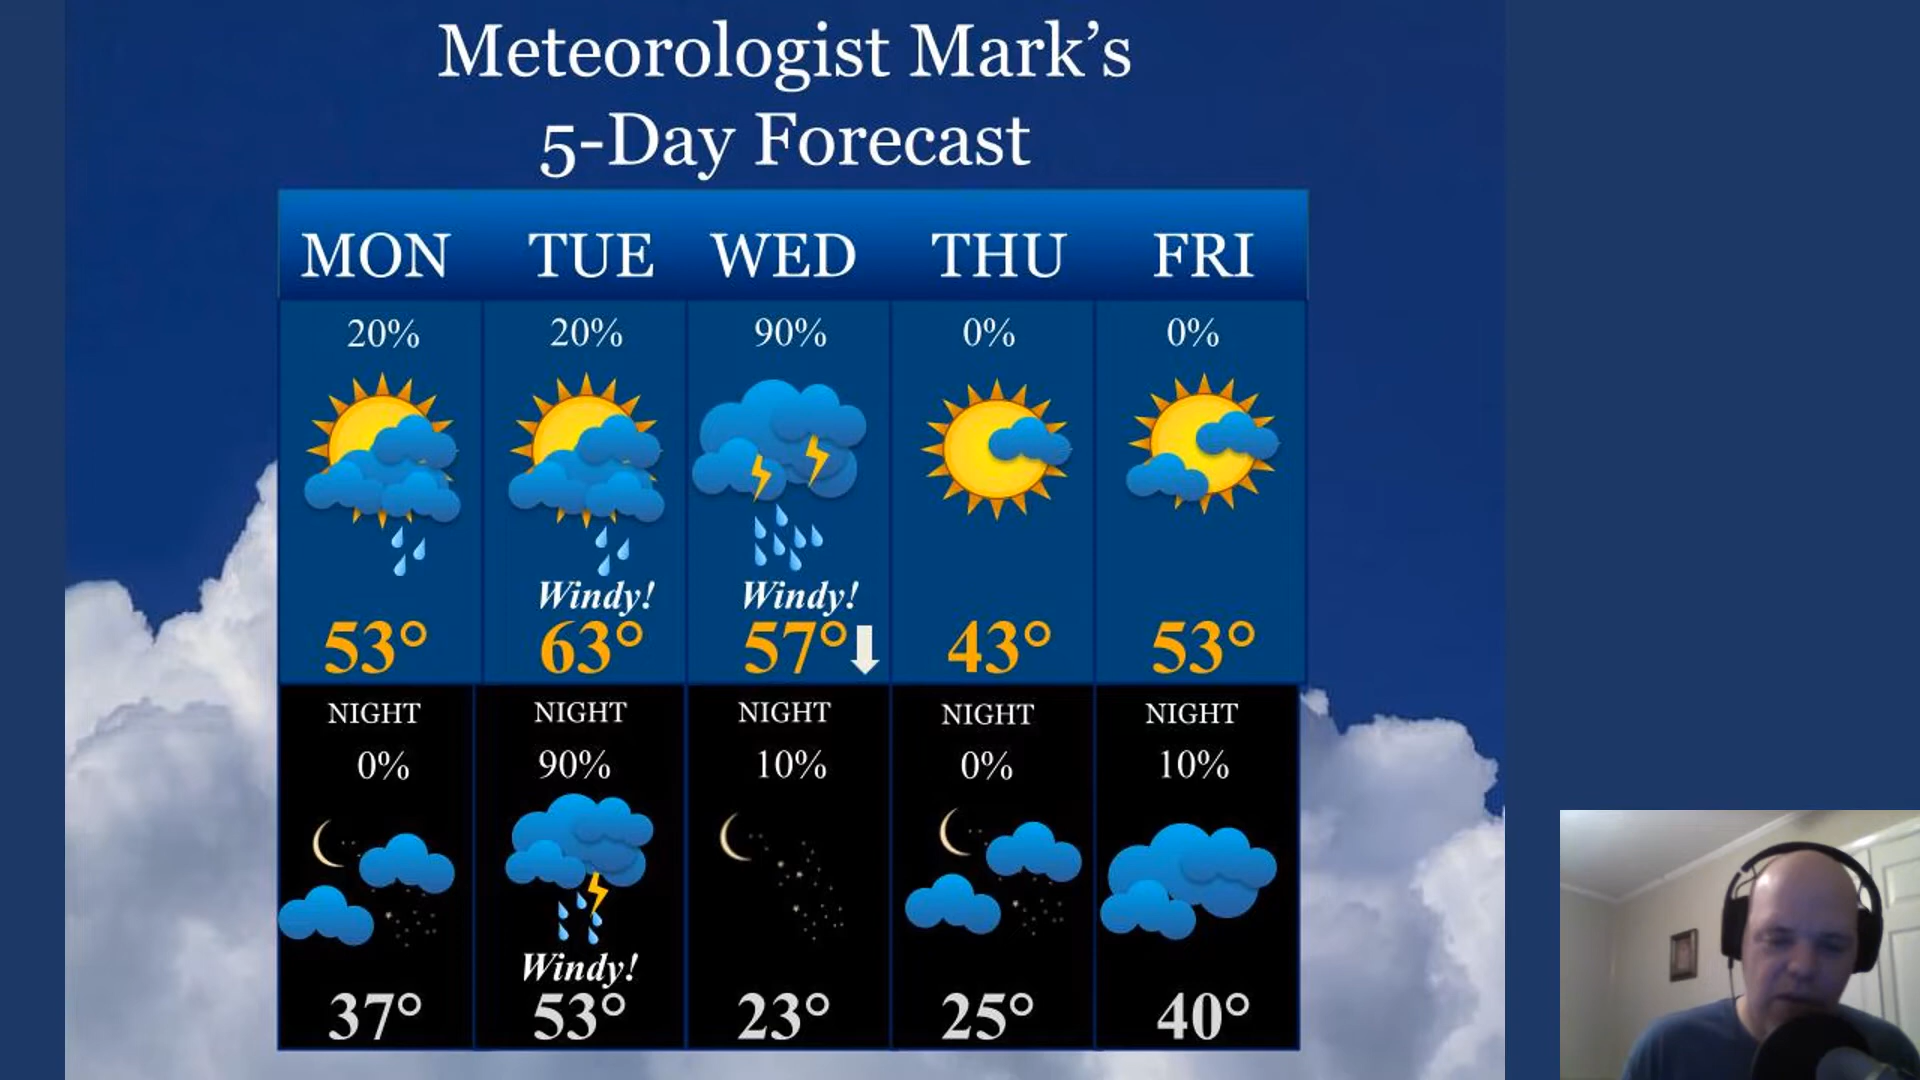 Meteorologist Mark’s
5-Day Forecast
MON TUE WED THU FRI
20% 20% 90% 0% 0%
Windy! Windy!
53° 63° 57° 43° 53°
NIGHT NIGHT NIGHT NIGHT NIGHT
0% 90% 10% 0% 10%
Windy!
37° 53° 23° 25° 40°